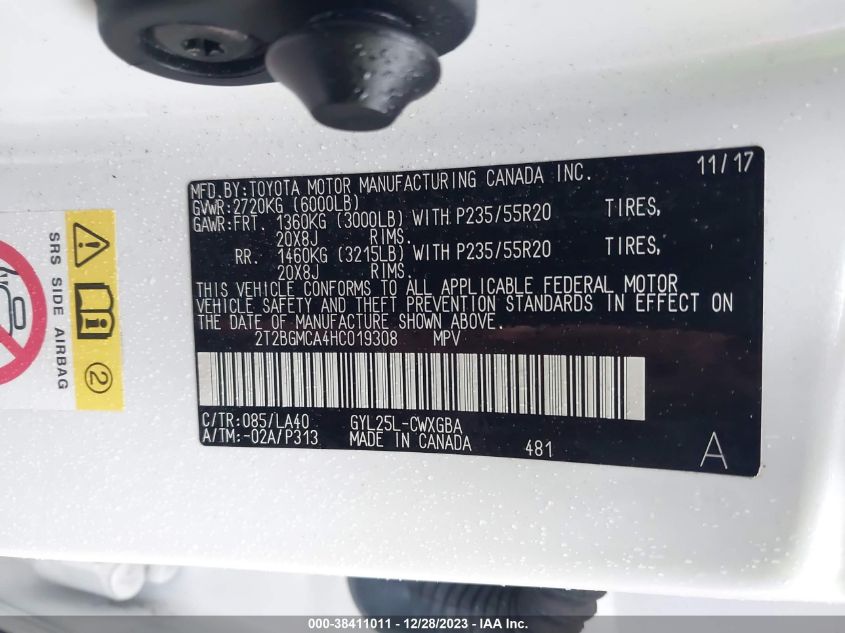 MFD.BY:TOYOTA MOTOR MANUFACTURING CANADA INC. 11/17
GVWR:2720KG (6000LB)
GAWR:FRT. 1360KG (3000LB) WITH P235/55R20 TIRES,
20X8J RIMS.
RR. 1460KG (3215LB) WITH P235/55R20 TIRES,
20X8J RIMS.
THIS VEHICLE CONFORMS TO ALL APPLICABLE FEDERAL MOTOR
VEHICLE SAFETY AND THEFT PREVENTION STANDARDS IN EFFECT ON
THE DATE OF MANUFACTURE SHOWN ABOVE.
2T2BGMCA4HC019308 MPV
C/TR:085/LA40 GYL25L-CWXGBA
A/TM:-02A/P313 MADE IN CANADA 481 A
SRS SIDE AIRBAG
2
000-38411011 - 12/28/2023 - IAA Inc.